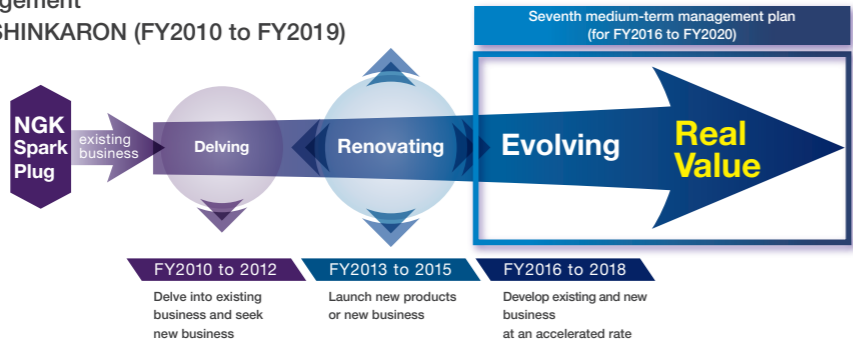 SHINKARON (FY2010 to FY2019)
Seventh medium-term management plan
(for FY2016 to FY2020)
NGK
Spark
Plug
existing
business
Delving
Renovating
Evolving
Real
Value
FY2010 to 2012
Delve into existing
business and seek
new business
FY2013 to 2015
Launch new products
or new business
FY2016 to 2018
Develop existing and new
business
at an accelerated rate